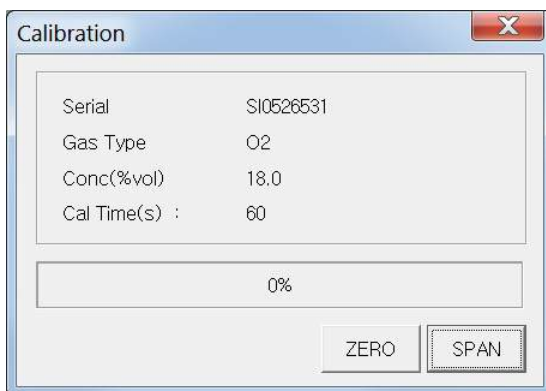 Calibration
Serial SI0526531
Gas Type O2
Conc(%vol) 18.0
Cal Time(s) : 60
0%
ZERO SPAN